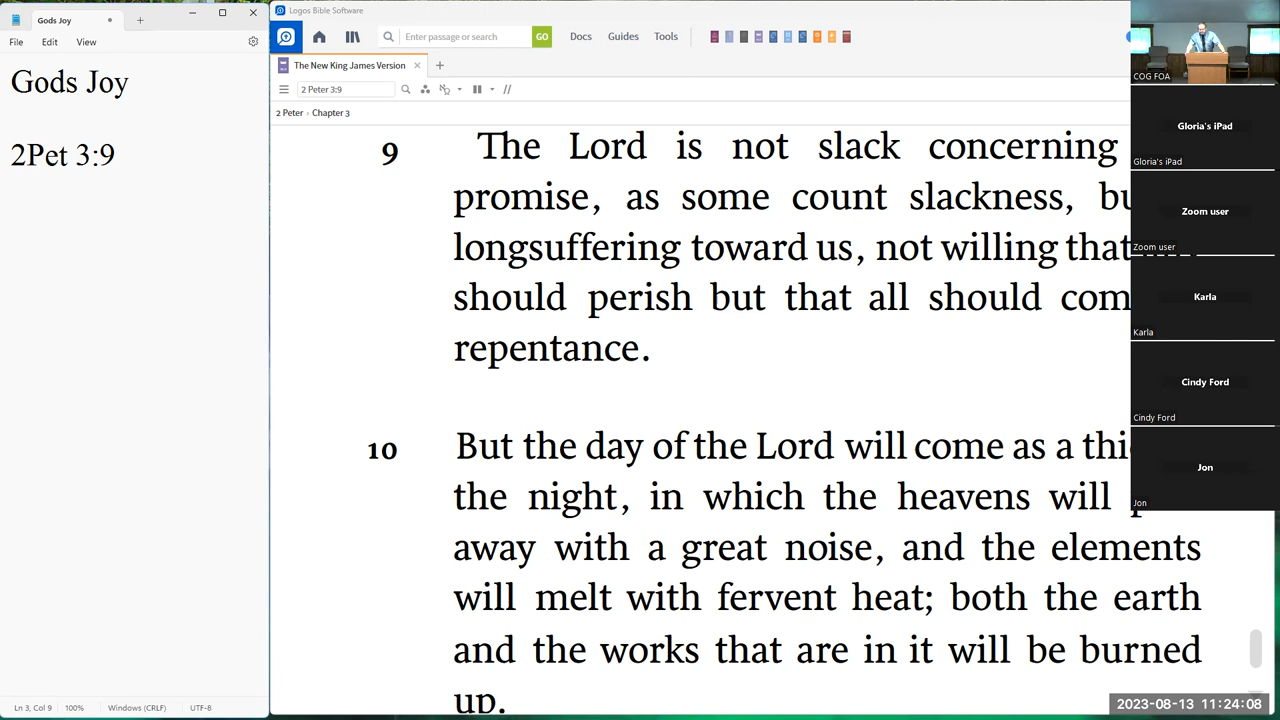 Gods Joy
File Edit View
Gods Joy
2Pet 3:9
Ln 3, Col 9 100% Windows (CRLF) UTF-8
Logos Bible Software
Enter passage or search GO Docs Guides Tools
The New King James Version
2 Peter 3:9
2 Peter › Chapter 3
9 The Lord is not slack concerning
promise, as some count slackness,
longsuffering toward us, not willing that
should perish but that all should
repentance.
10 But the day of the Lord will come as a
the night, in which the heavens will
away with a great noise, and the elements
will melt with fervent heat; both the earth
and the works that are in it will be burned
up.
COG FOA
Gloria's iPad
Gloria's iPad
Zoom user
Zoom user
Karla
Karla
Cindy Ford
Cindy Ford
Jon
Jon
2023-08-13 11:24:08